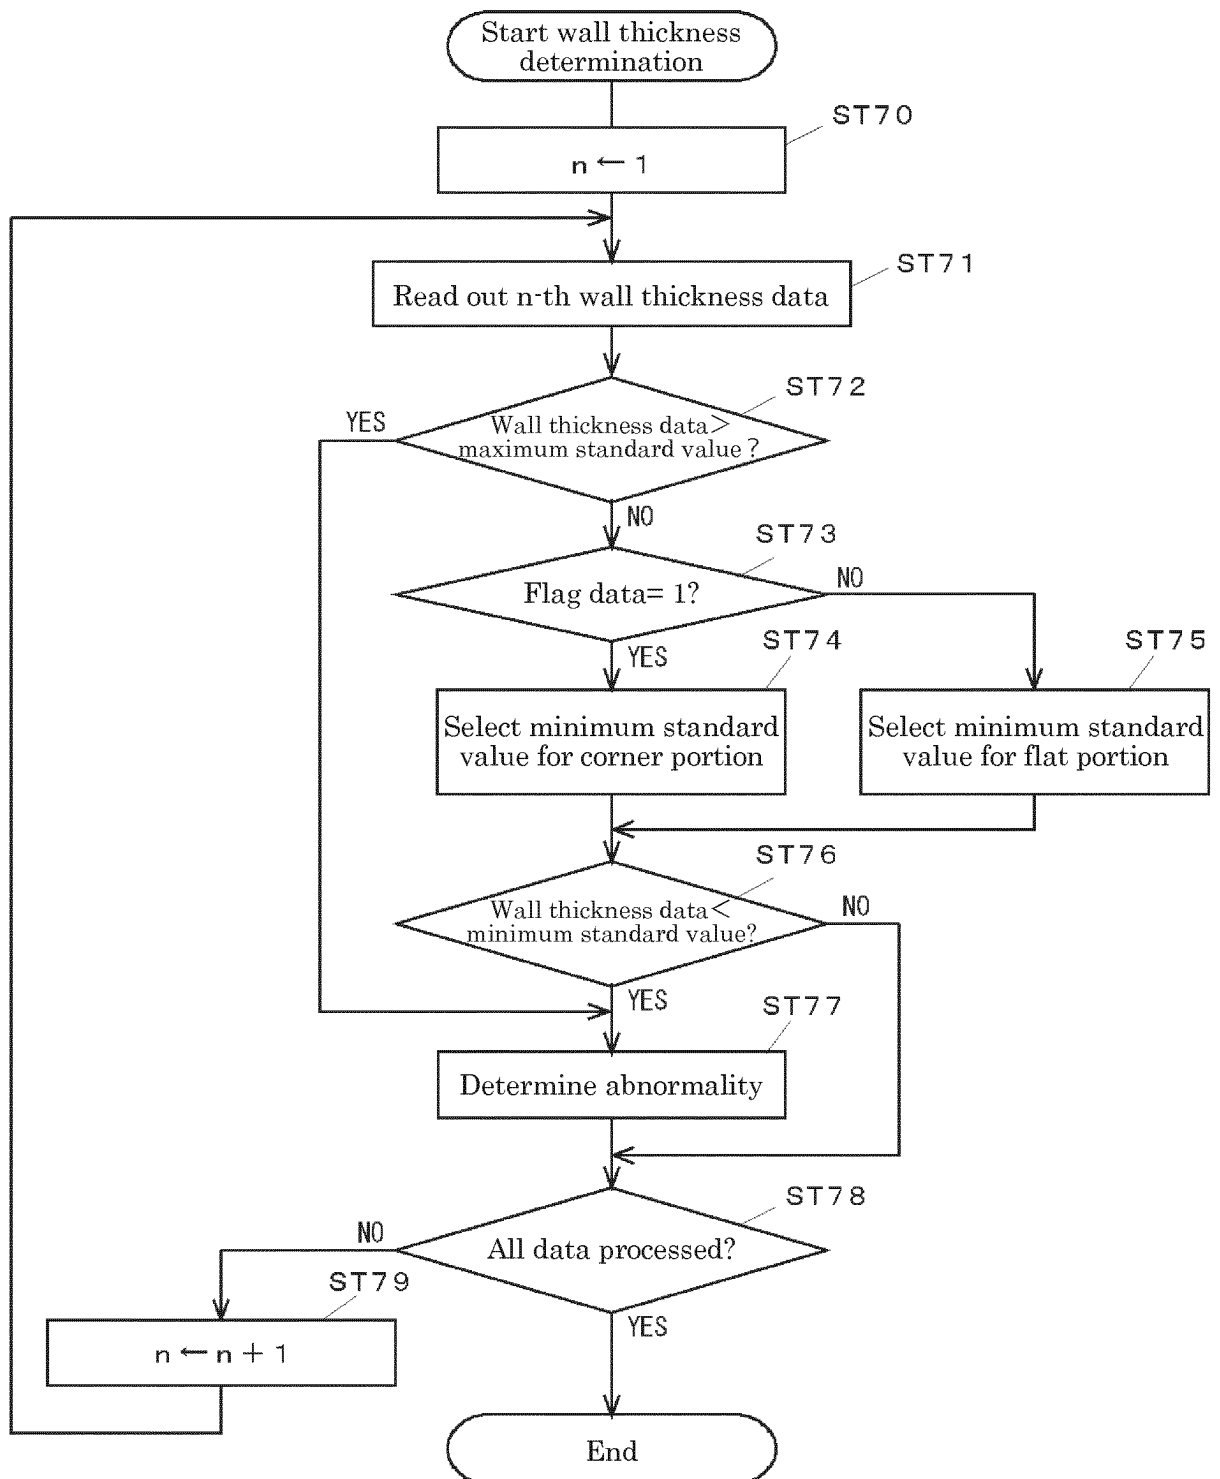 Start wall thickness
determination
ST70
n ← 1
ST71
Read out n-th wall thickness data
ST72
YES
Wall thickness data>
maximum standard value ?
NO
ST73
Flag data= 1?
NO
YES
ST74
ST75
Select minimum standard
value for corner portion
Select minimum standard
value for flat portion
ST76
Wall thickness data<
minimum standard value?
NO
YES
ST77
Determine abnormality
ST78
NO
All data processed?
ST79
YES
n ← n + 1
End